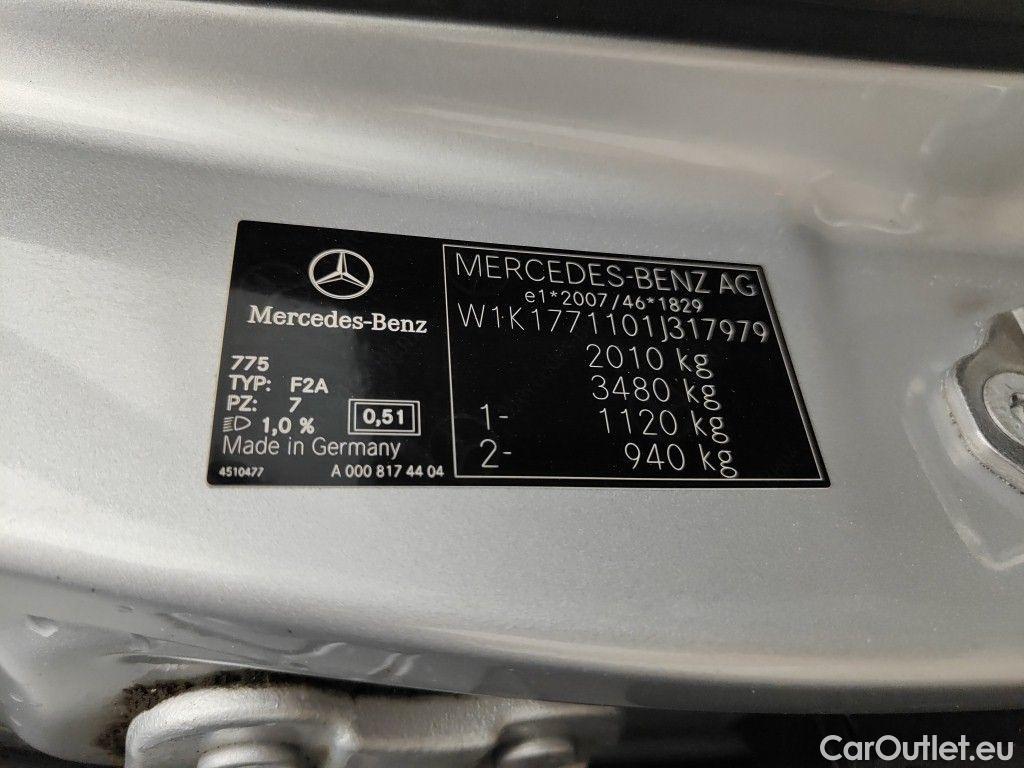 Mercedes-Benz
775
TYP: F2A
PZ: 7
1,0 %
0,51
Made in Germany
4510477 A 000 817 44 04
MERCEDES-BENZ AG
e1*2007/46*1829
W1K1771101J317979
2010 kg
3480 kg
1- 1120 kg
2- 940 kg
CarOutlet.eu